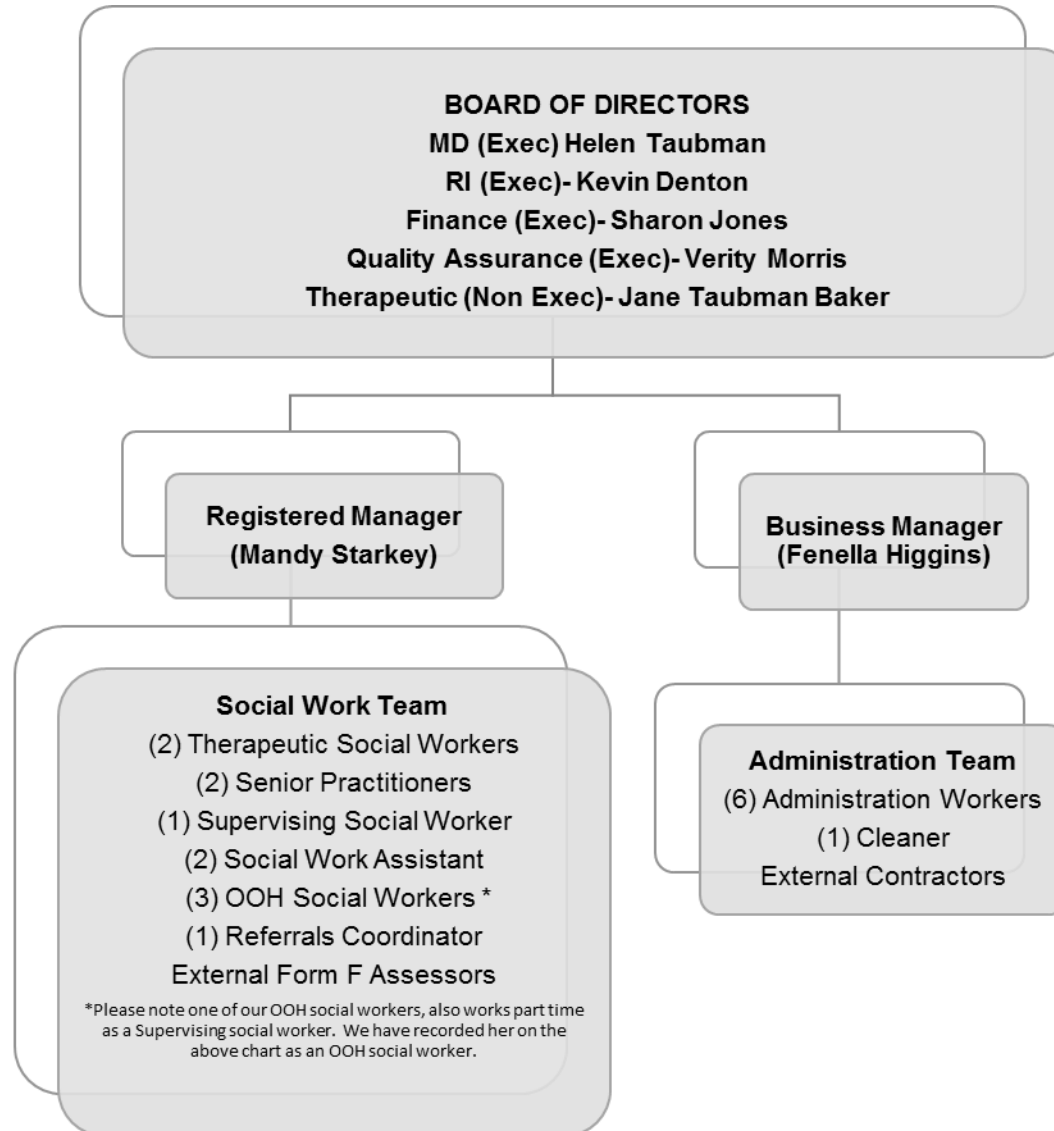 BOARD OF DIRECTORS
MD (Exec) Helen Taubman
RI (Exec)- Kevin Denton
Finance (Exec)- Sharon Jones
Quality Assurance (Exec)- Verity Morris
Therapeutic (Non Exec)- Jane Taubman Baker
Registered Manager
(Mandy Starkey)
Business Manager
(Fenella Higgins)
Social Work Team
(2) Therapeutic Social Workers
(2) Senior Practitioners
(1) Supervising Social Worker
(2) Social Work Assistant
(3) OOH Social Workers *
(1) Referrals Coordinator
External Form F Assessors
*Please note one of our OOH social workers, also works part time
as a Supervising social worker. We have recorded her on the
above chart as an OOH social worker.
Administration Team
(6) Administration Workers
(1) Cleaner
External Contractors